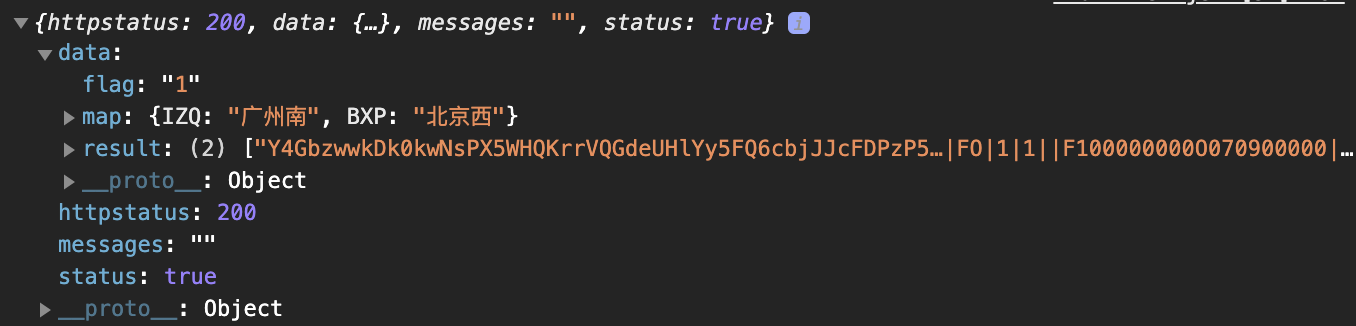 {httpstatus: 200, data: {…}, messages: "", status: true} i
data:
flag: "1"
map: {IZQ: "广州南", BXP: "北京西"}
result: (2) ["Y4GbzwwkDk0kwNsPX5WHQKrrVQGdeUHlYy5FQ6cbjJJcFDPzP5…|FO|1|1||F1000000000070900000|…
__proto__: Object
httpstatus: 200
messages: ""
status: true
__proto__: Object